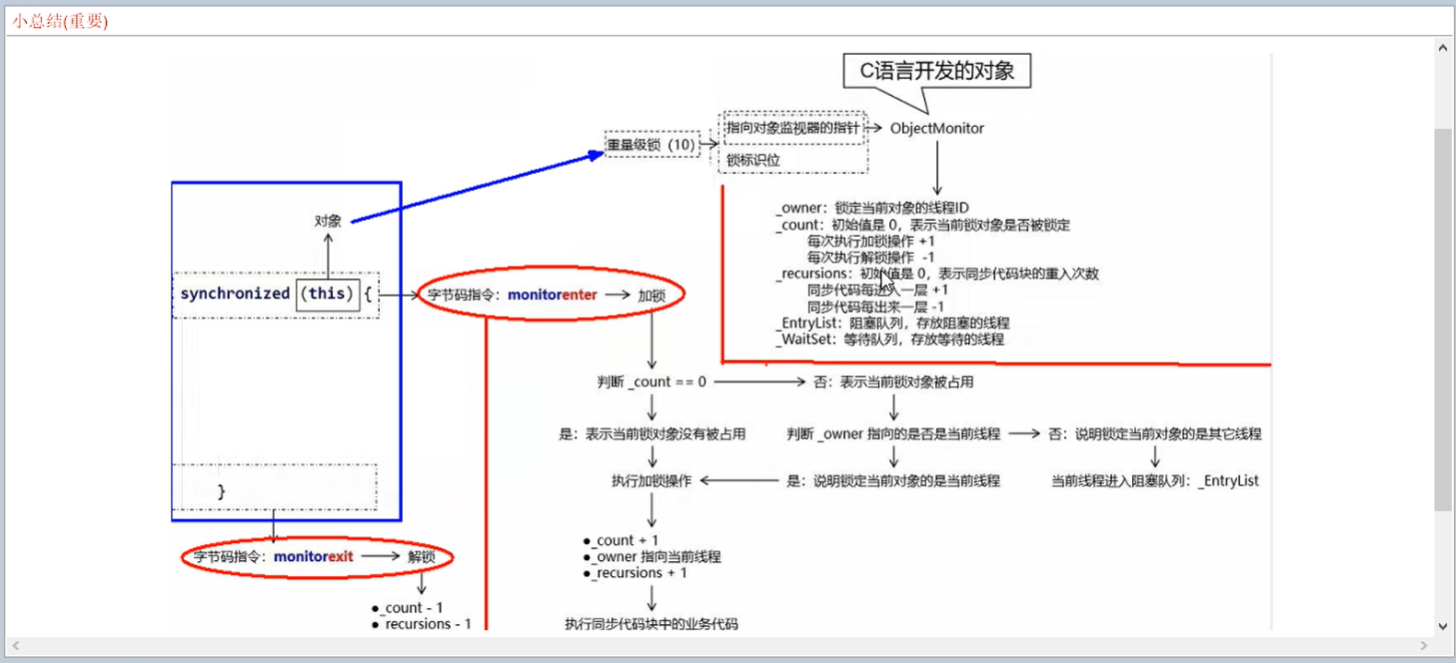 小总结(重要)
C语言开发的对象
指向对象监视器的指针
ObjectMonitor
重量级锁（10）
锁标识位
_owner：锁定当前对象的线程ID
_count：初始值是 0，表示当前锁对象是否被锁定
每次执行加锁操作 +1
每次执行解锁操作 -1
_recursions：初始值是 0，表示同步代码块的重入次数
同步代码每进入一层 +1
同步代码每出来一层 -1
_EntryList：阻塞队列，存放阻塞的线程
_WaitSet：等待队列，存放等待的线程
对象
synchronized (this) {
字节码指令：monitorenter
加锁
判断 _count == 0
否：表示当前锁对象被占用
是：表示当前锁对象没有被占用
判断 _owner 指向的是否是当前线程
否：说明锁定当前对象的是其它线程
执行加锁操作
是：说明锁定当前对象的是当前线程
当前线程进入阻塞队列：_EntryList
}
●_count + 1
●_owner 指向当前线程
●_recursions + 1
字节码指令：monitorexit
解锁
●_count - 1
●_recursions - 1
执行同步代码块中的业务代码